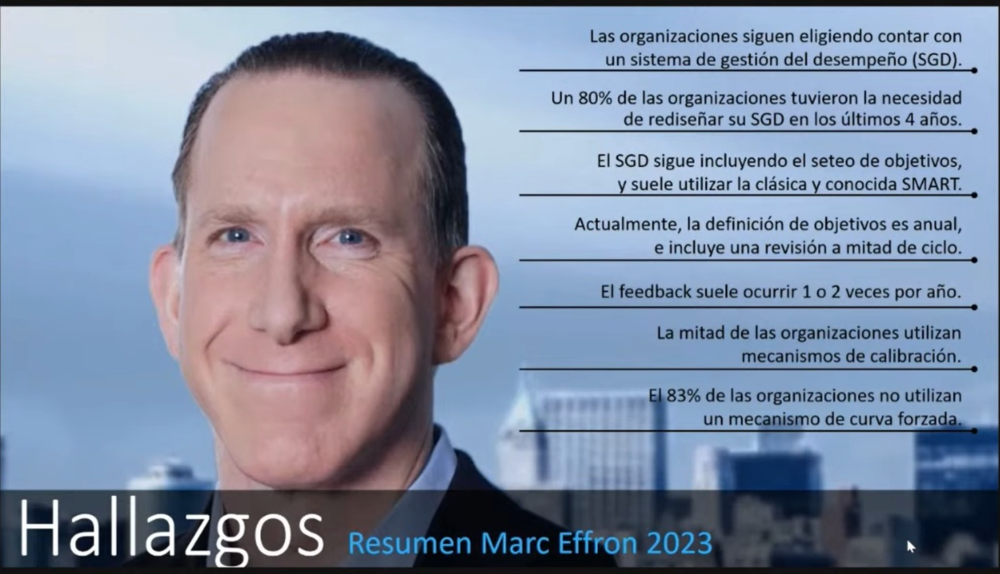 Las organizaciones siguen eligiendo contar con
un sistema de gestión del desempeño (SGD).
Un 80% de las organizaciones tuvieron la necesidad
de rediseñar su SGD en los últimos 4 años.
El SGD sigue incluyendo el seteo de objetivos,
y suele utilizar la clásica y conocida SMART.
Actualmente, la definición de objetivos es anual,
e incluye una revisión a mitad de ciclo.
El feedback suele ocurrir 1 o 2 veces por año.
La mitad de las organizaciones utilizan
mecanismos de calibración.
El 83% de las organizaciones no utilizan
un mecanismo de curva forzada.
Hallazgos Resumen Marc Effron 2023